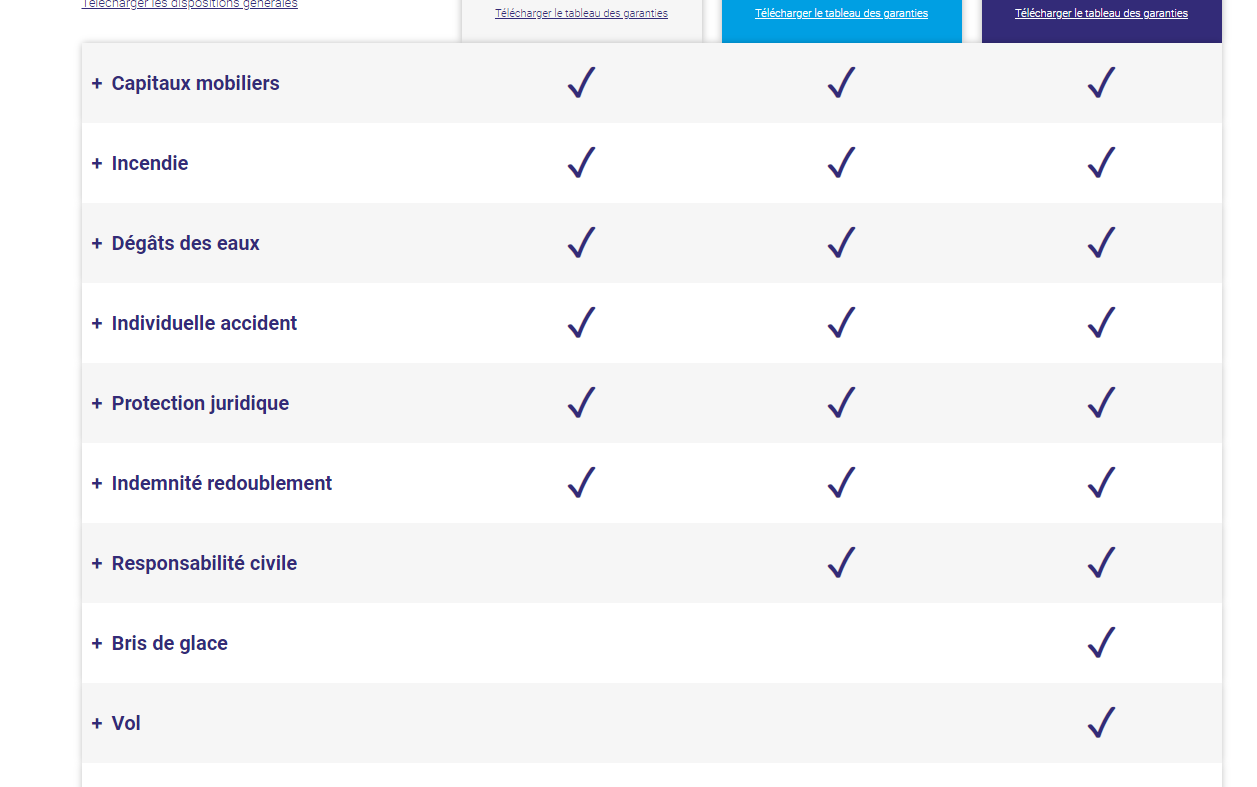 Télécharger les dispositions générales
Télécharger le tableau des garanties
Télécharger le tableau des garanties
Télécharger le tableau des garanties
+ Capitaux mobiliers
+ Incendie
+ Dégâts des eaux
+ Individuelle accident
+ Protection juridique
+ Indemnité redoublement
+ Responsabilité civile
+ Bris de glace
+ Vol